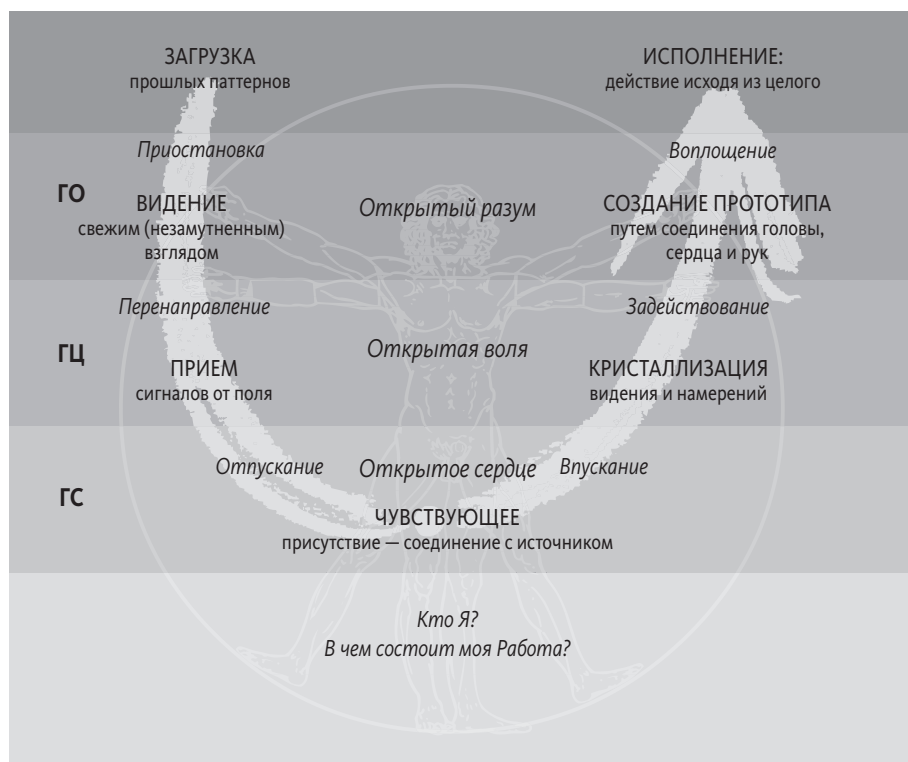 ЗАГРУЗКА
прошлых паттернов
ИСПОЛНЕНИЕ:
действие исходя из целого
Приостановка
Воплощение
ГО
ВИДЕНИЕ
свежим (незамутненным)
взглядом
Открытый разум
СОЗДАНИЕ ПРОТОТИПА
путем соединения головы,
сердца и рук
Перенаправление
Задействование
ГЦ
Открытая воля
ПРИЕМ
сигналов от поля
КРИСТАЛЛИЗАЦИЯ
видения и намерений
Отпускание
Открытое сердце
Впускание
ГС
ЧУВСТВУЮЩЕЕ
присутствие — соединение с источником
Кто Я?
В чем состоит моя Работа?